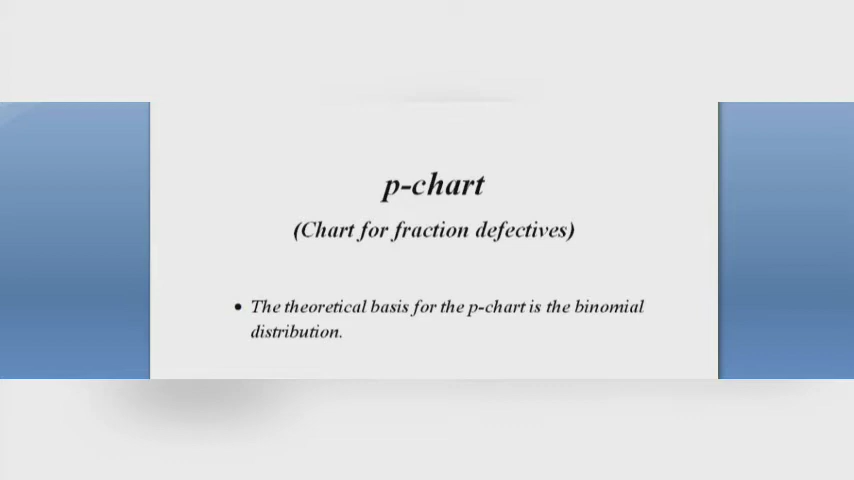 p-chart
(Chart for fraction defectives)
• The theoretical basis for the p-chart is the binomial
distribution.